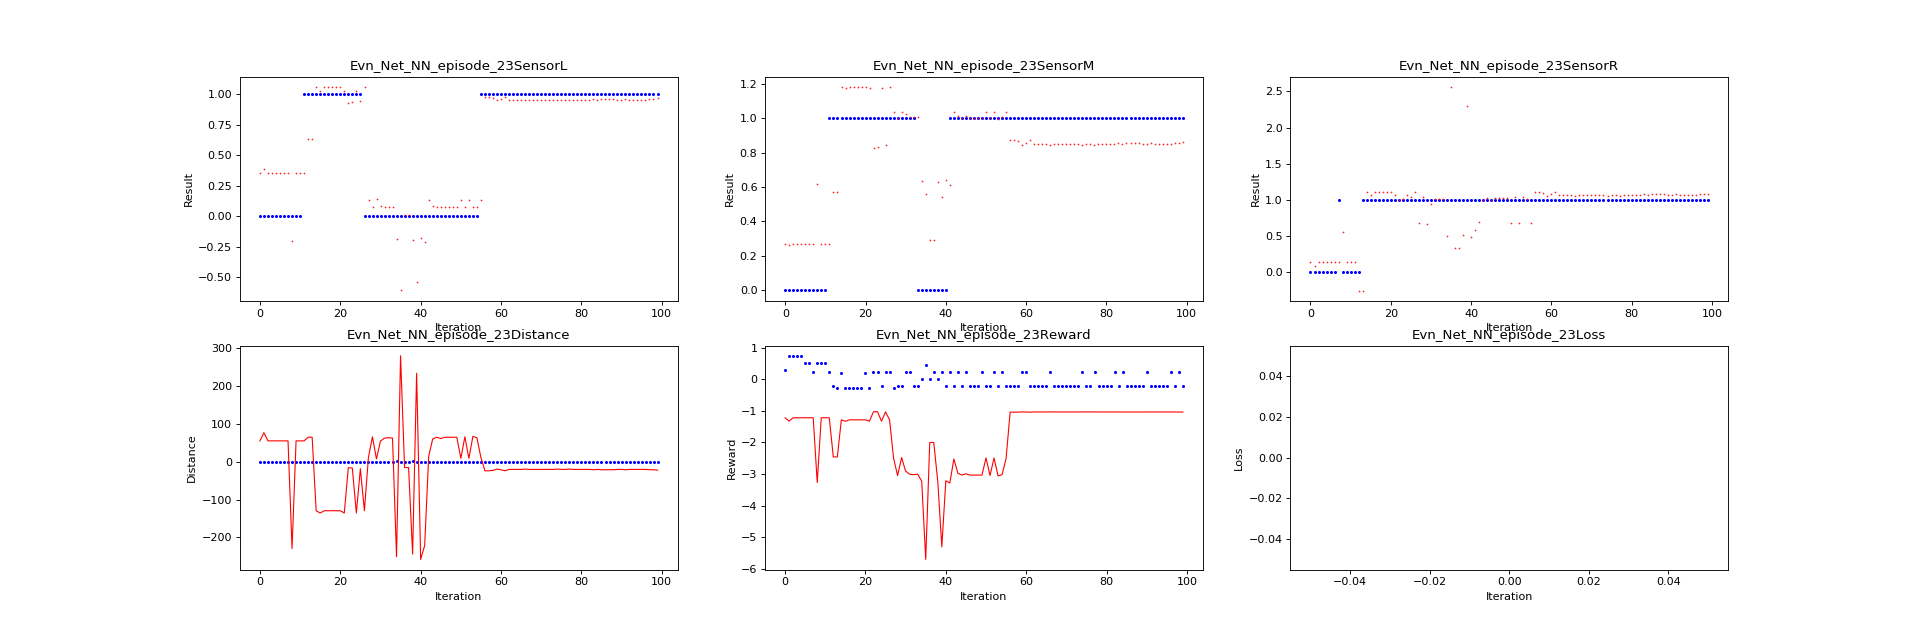 Evn_Net_NN_episode_23SensorL
Evn_Net_NN_episode_23SensorM
Evn_Net_NN_episode_23SensorR
Result
1.00
0.75
0.50
0.25
0.00
−0.25
−0.50
0 20 40 60 80 100
Iteration
Result
1.2
1.0
0.8
0.6
0.4
0.2
0.0
0 20 40 60 80 100
Iteration
Result
2.5
2.0
1.5
1.0
0.5
0.0
0 20 40 60 80 100
Iteration
Evn_Net_NN_episode_23Distance
Evn_Net_NN_episode_23Reward
Evn_Net_NN_episode_23Loss
Distance
300
200
100
0
−100
−200
0 20 40 60 80 100
Iteration
Reward
1
0
−1
−2
−3
−4
−5
−6
0 20 40 60 80 100
Iteration
Loss
0.04
0.02
0.00
−0.02
−0.04
−0.04 −0.02 0.00 0.02 0.04
Iteration